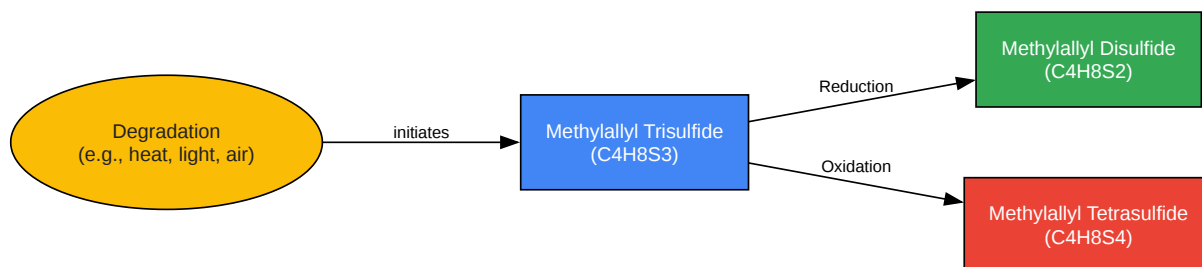 Degradation
(e.g., heat, light, air)
initiates
Methylallyl Trisulfide
(C4H8S3)
Reduction
Methylallyl Disulfide
(C4H8S2)
Oxidation
Methylallyl Tetrasulfide
(C4H8S4)